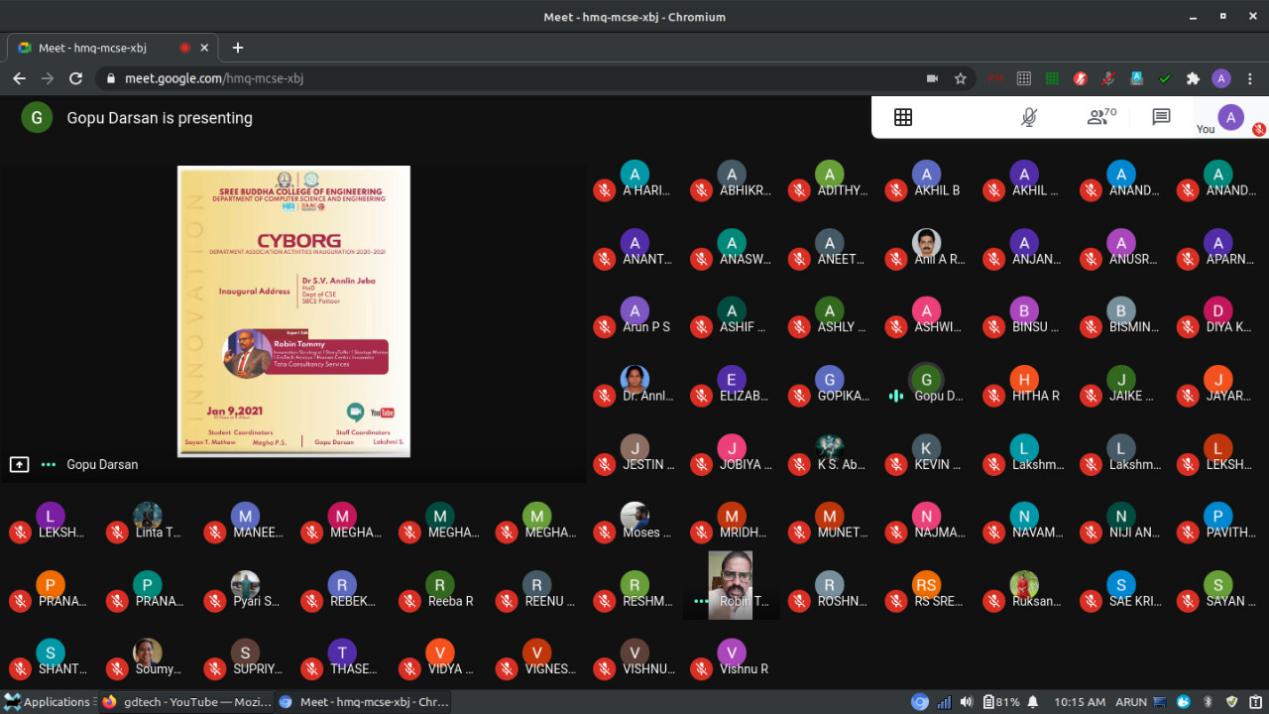 Meet - hmq-mcse-xbj - Chromium
Meet - hmq-mcse-xbj
meet.google.com/hmq-mcse-xbj
A
G
Gopu Darsan is presenting
70
You
A
INNOVATION
SREE BUDDHA COLLEGE OF ENGINEERING
DEPARTMENT OF COMPUTER SCIENCE AND ENGINEERING
CYBORG
DEPARTMENT ASSOCIATION ACTIVITIES INAUGURATION 2020-2021
Inaugural Address
Dr S.V. Annlin Jeba
HoD
Dept of CSE
SBCE Pattoor
Expert Talk
Robin Tommy
Tata Consultancy Services
Jan 9,2021
YouTube
Student Coordinators
Staff Coordinators
Sayan T. Mathew
Megha P.S.
Gopu Darsan
Lakshmi S.
Gopu Darsan
A A A A A A A
A HARI... ABHIKR... ADITHY... AKHIL B AKHIL ... ANAND... ANAND...
A A A A A A
ANANT... ANASW... ANEET... Anil A R... ANJAN... ANUSR... APARN...
A A A A B B D
Arun P S ASHIF ... ASHLY ... ASHWI... BINSU ... BISMIN... DIYA K...
E G G H J J
Dr. Annl... ELIZAB... GOPIKA... Gopu D... HITHA R JAIKE ... JAYAR...
J J K L L L
JESTIN ... JOBIYA ... K S. Ab... KEVIN ... Lakshm... Lakshm... LEKSH...
L M M M M M M N N N P
LEKSH... Linta T... MANEE... MEGHA... MEGHA... MEGHA... Moses ... MRIDH... MUNET... NAJMA... NAVAM... NIJI AN... PAVITH...
P P R R R R R RS S S
PRANA... PRANA... Pyari S... REBEK... Reeba R REENU ... RESHM... Robin T... ROSHN... RS SRE... Ruksan... SAE KRI... SAYAN ...
S S T V V V V
SHANT... Soumy... SUPRIY... THASE... VIDYA ... VIGNES... VISHNU... Vishnu R
Applications
gdtech - YouTube — Mozi...
Meet - hmq-mcse-xbj - Chr...
81%
10:15 AM
ARUN